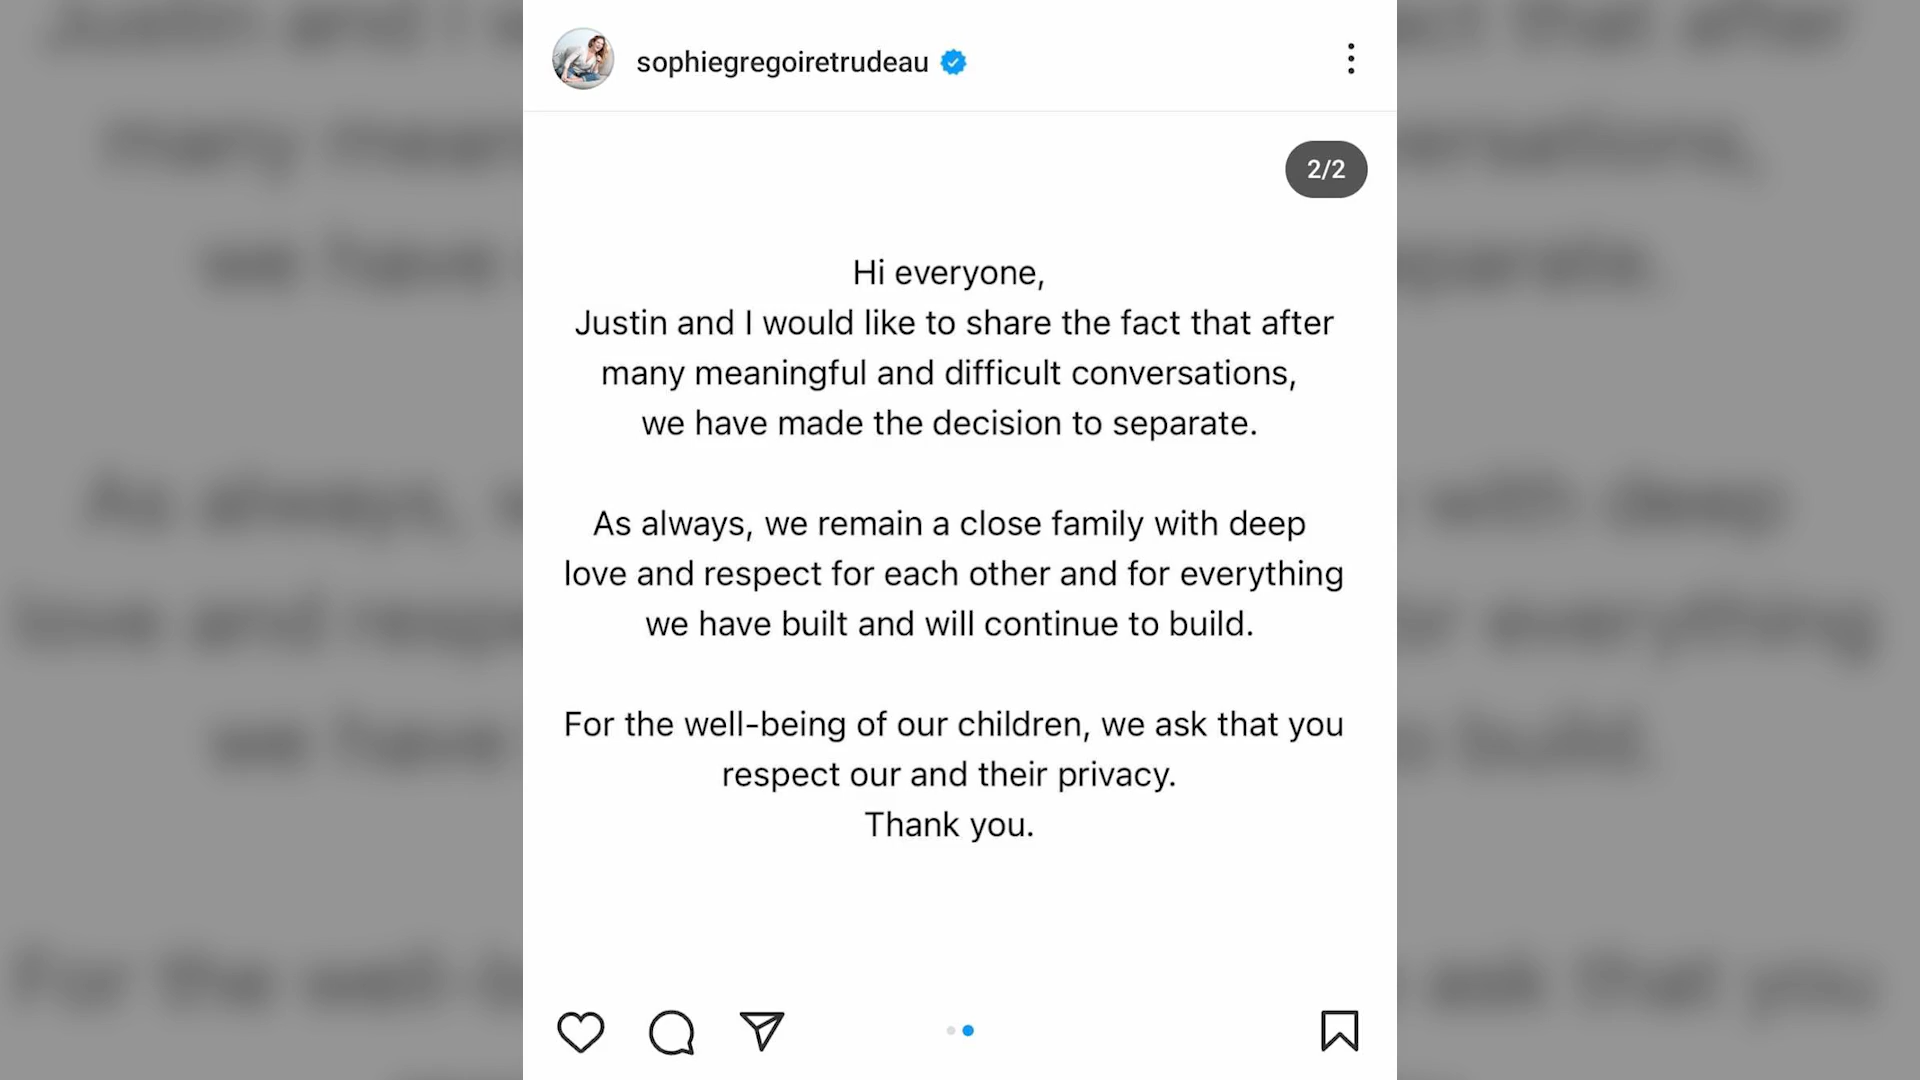 sophiegregoiretrudeau
2/2
Hi everyone,
Justin and I would like to share the fact that after
many meaningful and difficult conversations,
we have made the decision to separate.
As always, we remain a close family with deep
love and respect for each other and for everything
we have built and will continue to build.
For the well-being of our children, we ask that you
respect our and their privacy.
Thank you.